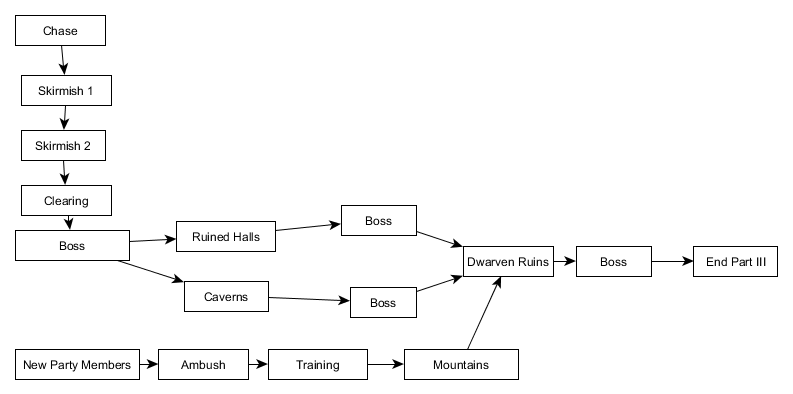 Chase
Skirmish 1
Skirmish 2
Clearing
Boss
Ruined Halls
Boss
Caverns
Boss
Dwarven Ruins
Boss
End Part III
New Party Members
Ambush
Training
Mountains